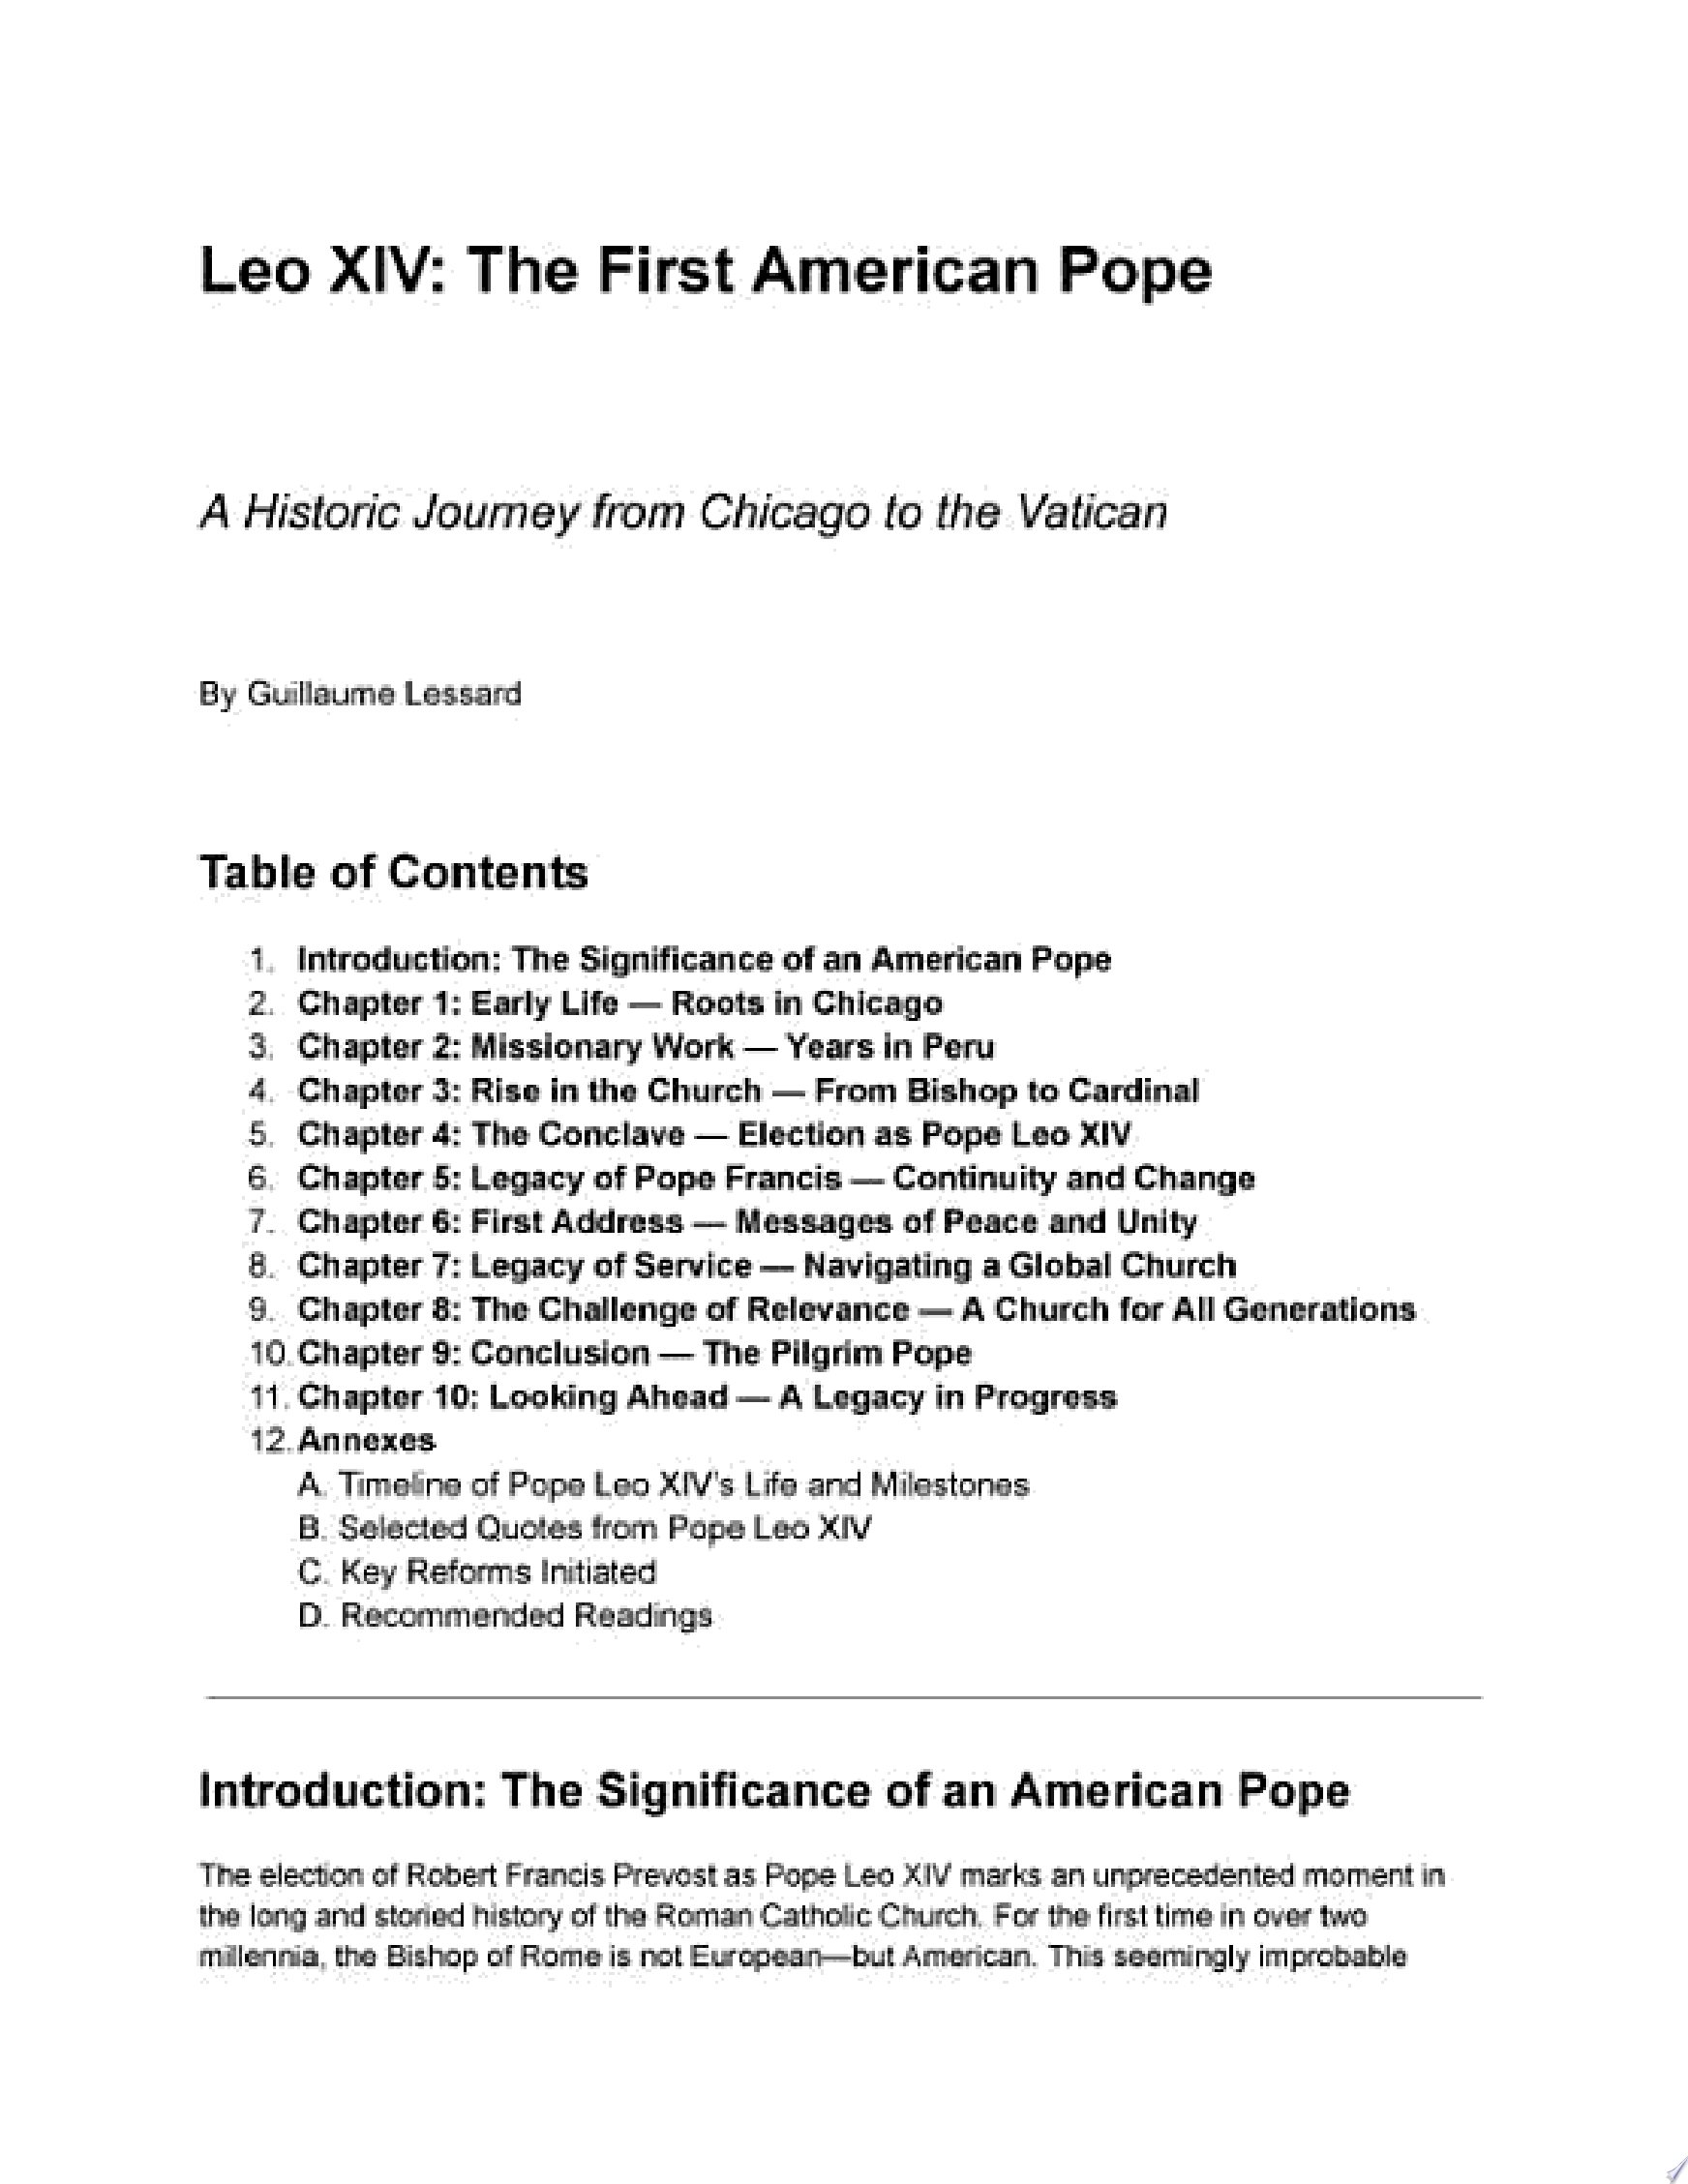 Leo XIV: The First American Pope
A Historic Journey from Chicago to the Vatican
By Guillaume Lessard
Table of Contents
1. Introduction: The Significance of an American Pope
2. Chapter 1: Early Life — Roots in Chicago
3. Chapter 2: Missionary Work — Years in Peru
4. Chapter 3: Rise in the Church — From Bishop to Cardinal
5. Chapter 4: The Conclave — Election as Pope Leo XIV
6. Chapter 5: Legacy of Pope Francis — Continuity and Change
7. Chapter 6: First Address — Messages of Peace and Unity
8. Chapter 7: Legacy of Service — Navigating a Global Church
9. Chapter 8: The Challenge of Relevance — A Church for All Generations
10. Chapter 9: Conclusion — The Pilgrim Pope
11. Chapter 10: Looking Ahead — A Legacy in Progress
12. Annexes
A. Timeline of Pope Leo XIV's Life and Milestones
B. Selected Quotes from Pope Leo XIV
C. Key Reforms Initiated
D. Recommended Readings
Introduction: The Significance of an American Pope
The election of Robert Francis Prevost as Pope Leo XIV marks an unprecedented moment in
the long and storied history of the Roman Catholic Church. For the first time in over two
millennia, the Bishop of Rome is not European—but American. This seemingly improbable